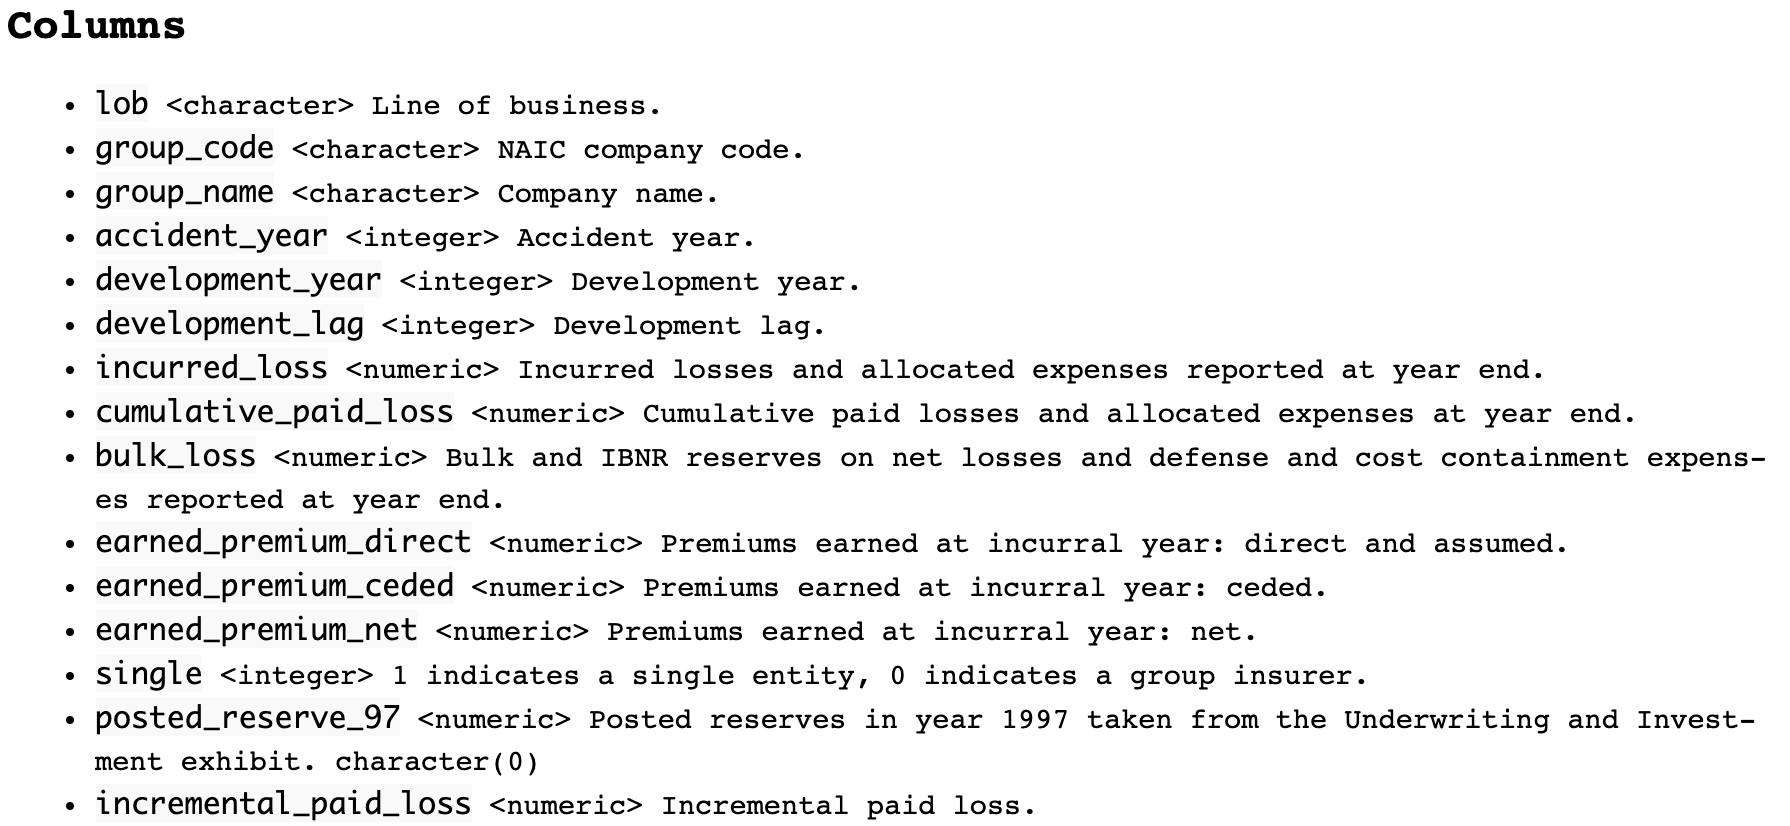 Columns
• lob <character> Line of business.
• group_code <character> NAIC company code.
• group_name <character> Company name.
• accident_year <integer> Accident year.
• development_year <integer> Development year.
• development_lag <integer> Development lag.
• incurred_loss <numeric> Incurred losses and allocated expenses reported at year end.
• cumulative_paid_loss <numeric> Cumulative paid losses and allocated expenses at year end.
• bulk_loss <numeric> Bulk and IBNR reserves on net losses and defense and cost containment expens-
es reported at year end.
• earned_premium_direct <numeric> Premiums earned at incurral year: direct and assumed.
• earned_premium_ceded <numeric> Premiums earned at incurral year: ceded.
• earned_premium_net <numeric> Premiums earned at incurral year: net.
• single <integer> 1 indicates a single entity, 0 indicates a group insurer.
• posted_reserve_97 <numeric> Posted reserves in year 1997 taken from the Underwriting and Invest-
ment exhibit. character(0)
• incremental_paid_loss <numeric> Incremental paid loss.